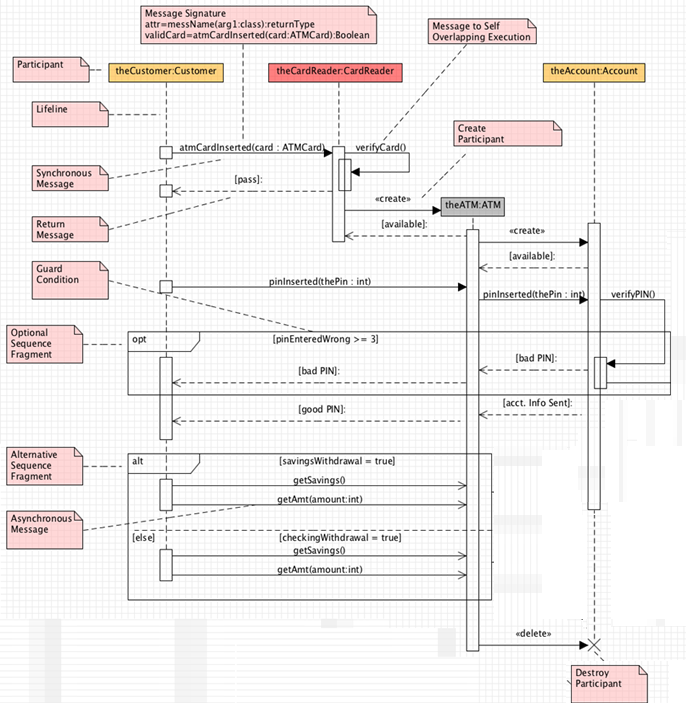 Message Signature
attr=messName(arg1:class):returnType
validCard=atmCardInserted(card:ATMCard):Boolean
Message to Self
Overlapping Execution
Participant
theCustomer:Customer
theCardReader:CardReader
theAccount:Account
Lifeline
Create
Participant
atmCardInserted(card : ATMCard)
verifyCard()
Synchronous
Message
[pass]:
«create»
theATM:ATM
Return
Message
[available]:
«create»
[available]:
Guard
Condition
pinInserted(thePin : int)
pinInserted(thePin : int)
verifyPIN()
Optional
Sequence
Fragment
opt
[pinEnteredWrong >= 3]
[bad PIN]:
[bad PIN]:
[good PIN]:
[acct. Info Sent]:
Alternative
Sequence
Fragment
alt
[savingsWithdrawal = true]
getSavings()
getAmt(amount:int)
Asynchronous
Message
[else]
[checkingWithdrawal = true]
getSavings()
getAmt(amount:int)
«delete»
Destroy
Participant